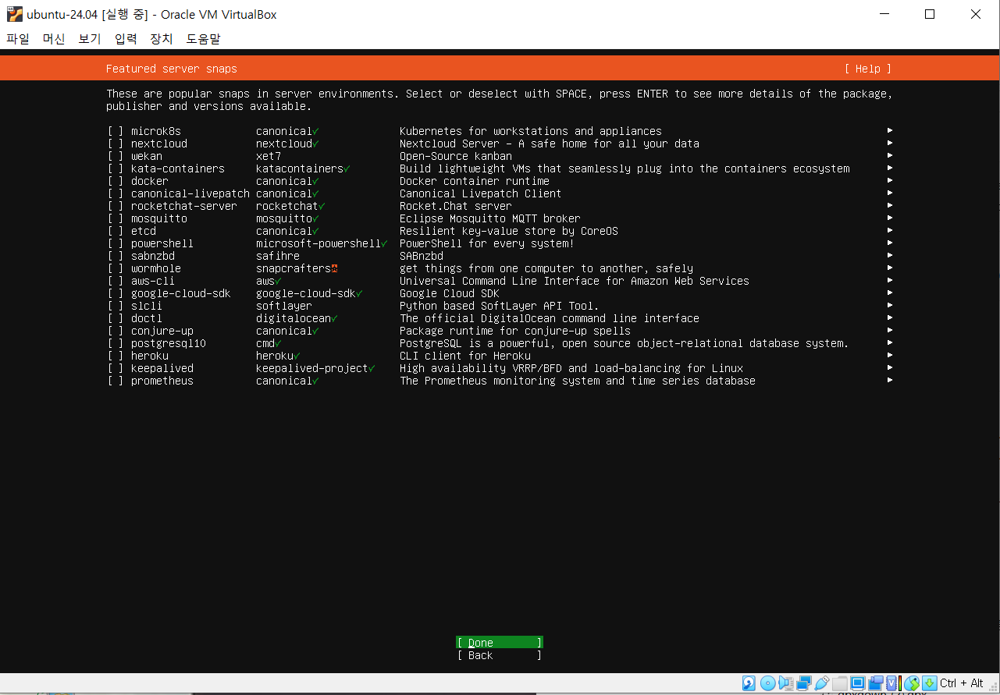 ubuntu-24.04 [실행 중] - Oracle VM VirtualBox
파일 머신 보기 입력 장치 도움말
Featured server snaps [ Help ]
These are popular snaps in server environments. Select or deselect with SPACE, press ENTER to see more details of the package,
publisher and versions available.
[ ] microk8s canonical✓ Kubernetes for workstations and appliances ▸
[ ] nextcloud nextcloud✓ Nextcloud Server - A safe home for all your data ▸
[ ] wekan xet7 Open-Source kanban ▸
[ ] kata-containers katacontainers✓ Build lightweight VMs that seamlessly plug into the containers ecosystem ▸
[ ] docker canonical✓ Docker container runtime ▸
[ ] canonical-livepatch canonical✓ Canonical Livepatch Client ▸
[ ] rocketchat-server rocketchat✓ Rocket.Chat server ▸
[ ] mosquitto mosquitto✓ Eclipse Mosquitto MQTT broker ▸
[ ] etcd canonical✓ Resilient key-value store by CoreOS ▸
[ ] powershell microsoft-powershell✓ PowerShell for every system! ▸
[ ] sabnzbd safihre SABnzbd ▸
[ ] wormhole snapcrafters✪ get things from one computer to another, safely ▸
[ ] aws-cli aws✓ Universal Command Line Interface for Amazon Web Services ▸
[ ] google-cloud-sdk google-cloud-sdk✓ Google Cloud SDK ▸
[ ] slcli softlayer Python based SoftLayer API Tool. ▸
[ ] doctl digitalocean✓ The official DigitalOcean command line interface ▸
[ ] conjure-up canonical✓ Package runtime for conjure-up spells ▸
[ ] postgresql10 cmd✓ PostgreSQL is a powerful, open source object-relational database system. ▸
[ ] heroku heroku✓ CLI client for Heroku ▸
[ ] keepalived keepalived-project✓ High availability VRRP/BFD and load-balancing for Linux ▸
[ ] prometheus canonical✓ The Prometheus monitoring system and time series database ▸
[ Done ]
[ Back ]
Ctrl + Alt